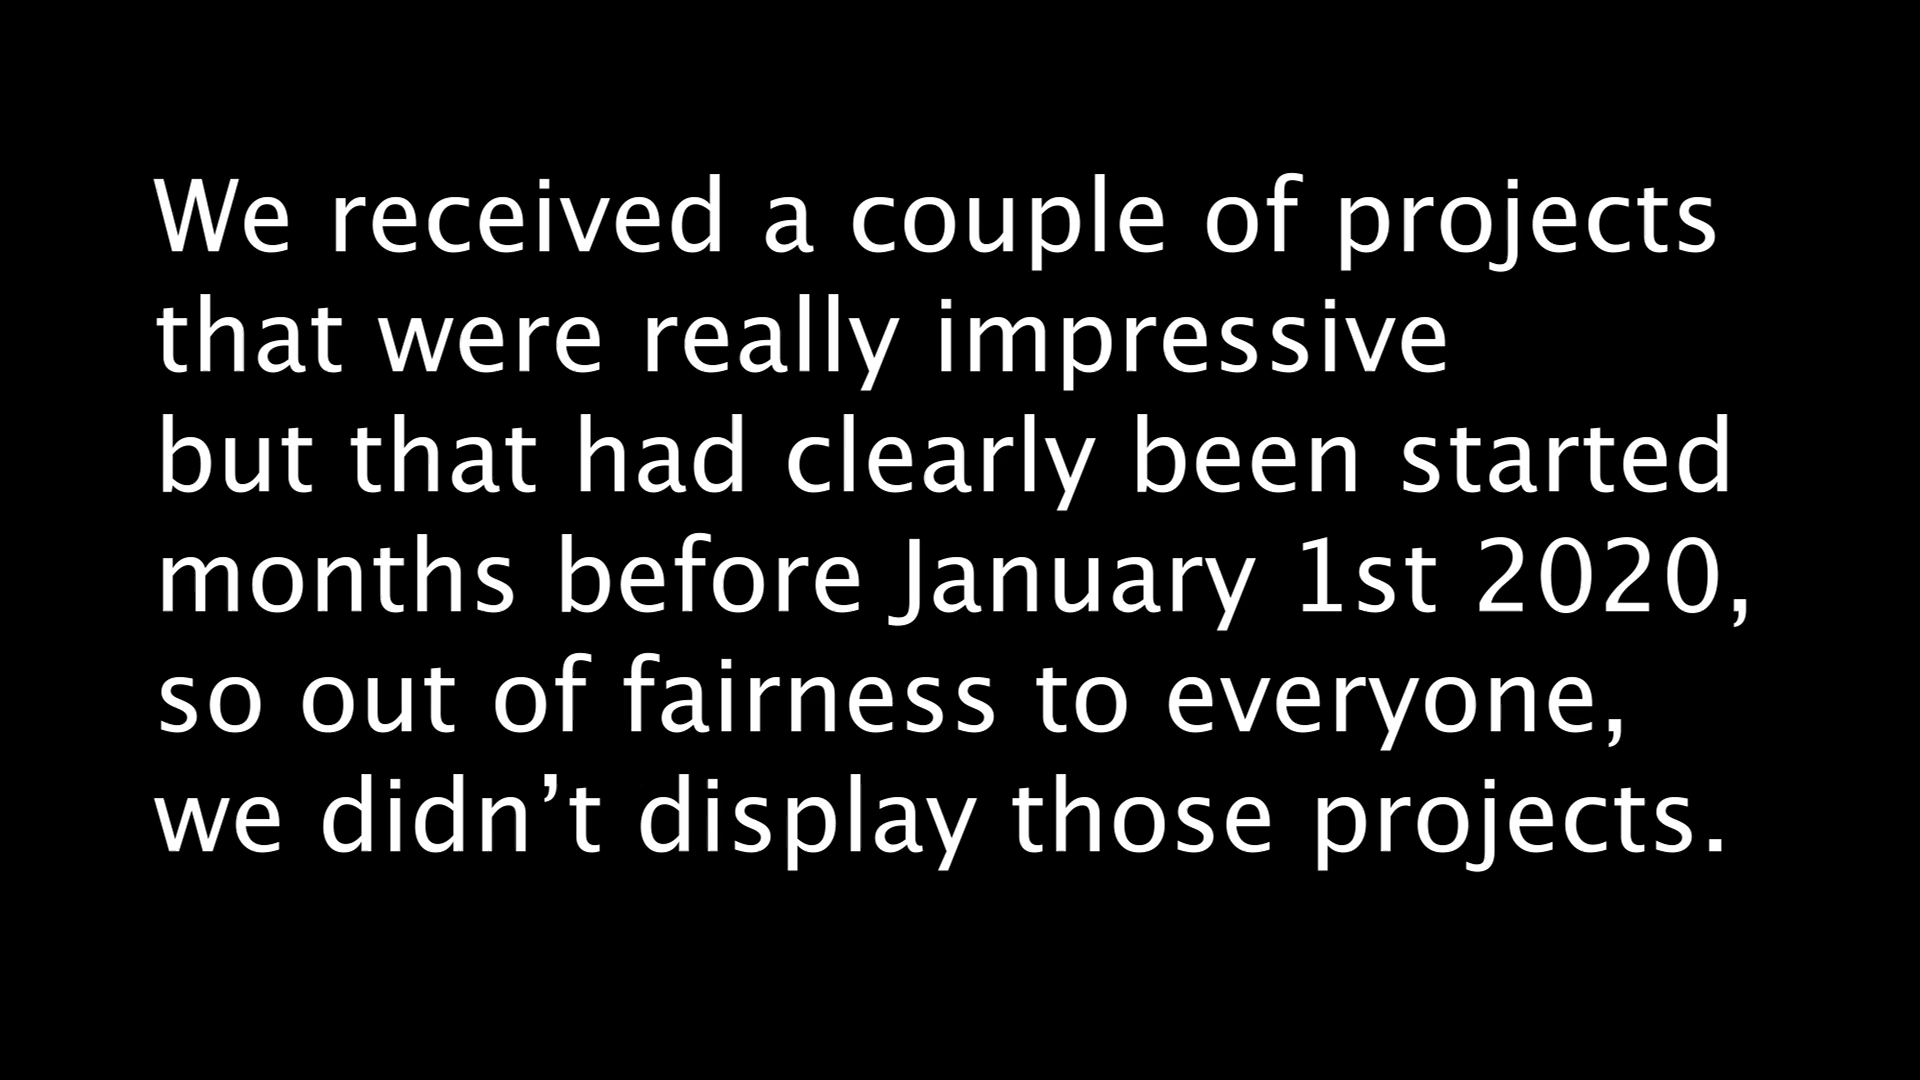 We received a couple of projects
that were really impressive
but that had clearly been started
months before January 1st 2020,
so out of fairness to everyone,
we didn’t display those projects.